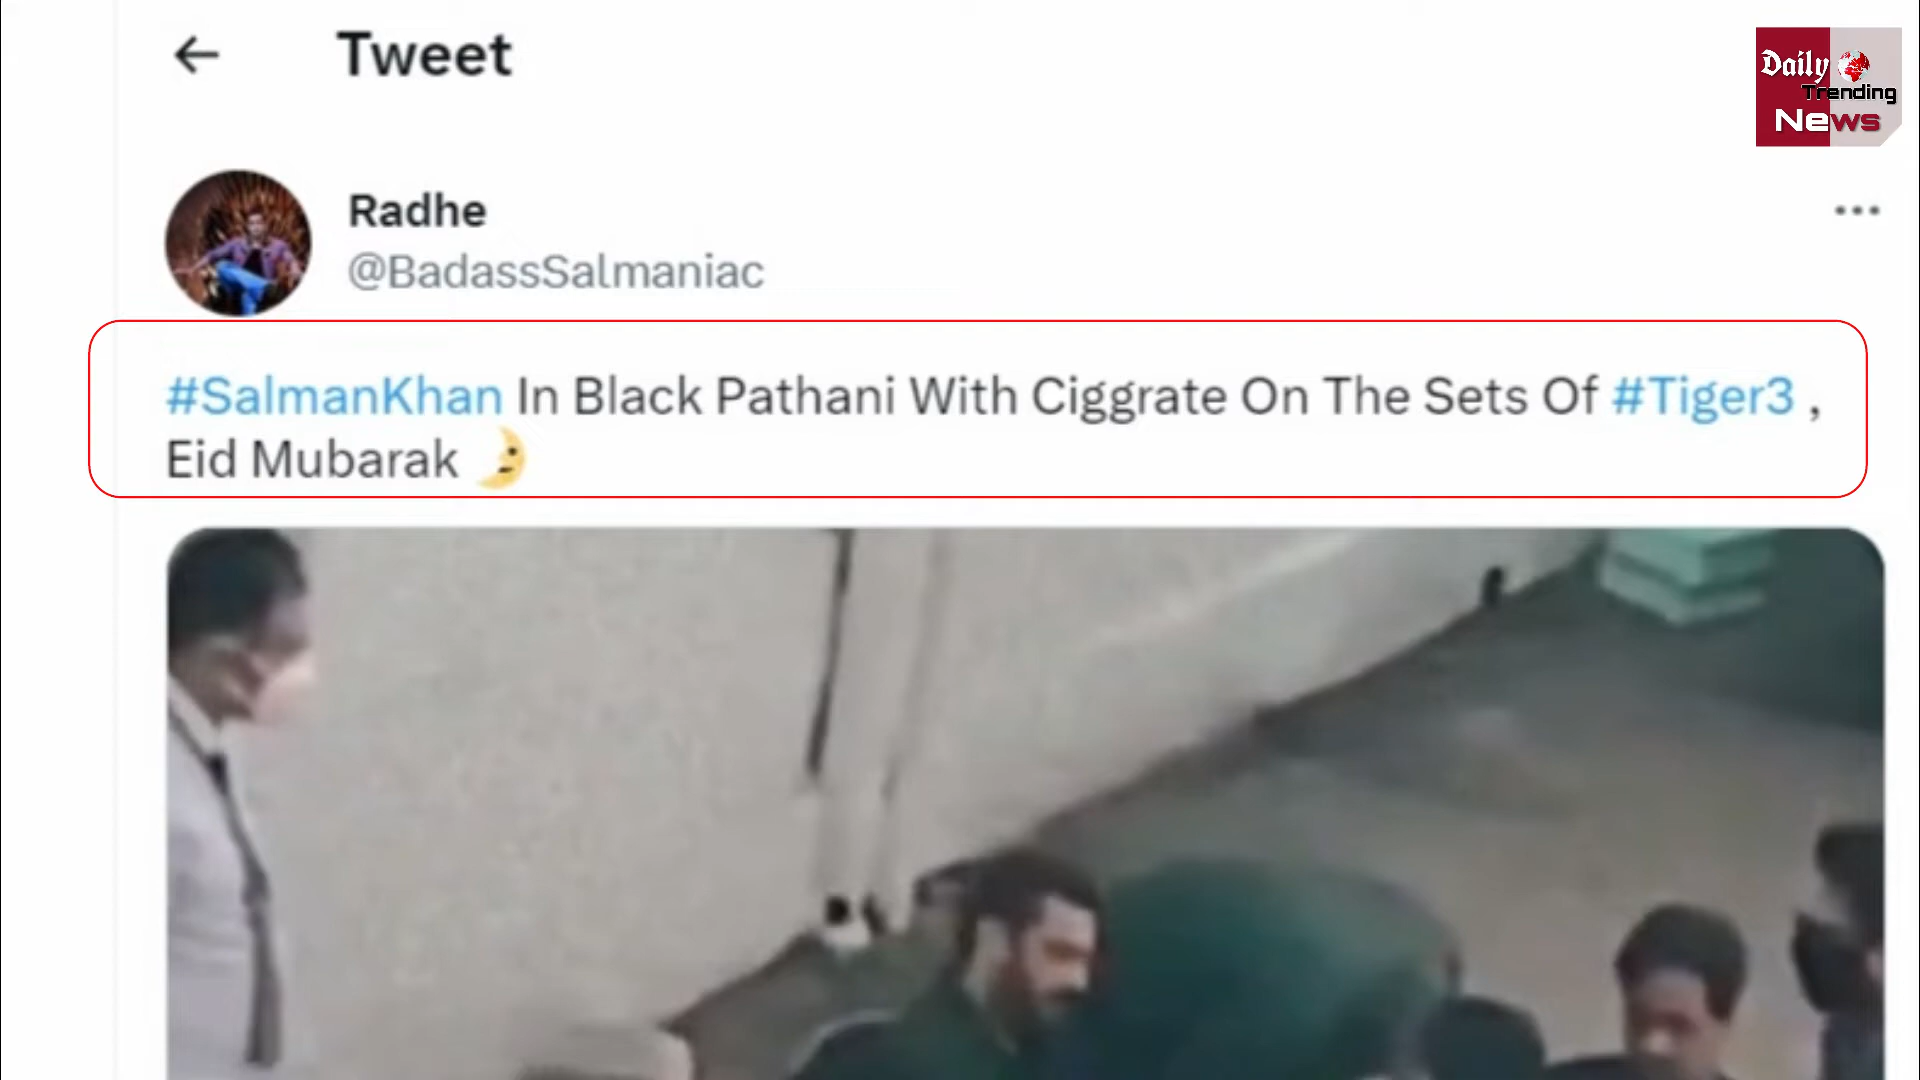 Tweet
Daily
Trending
News
Radhe
@BadassSalmaniac
#SalmanKhan In Black Pathani With Ciggrate On The Sets Of #Tiger3 ,
Eid Mubarak 🌛